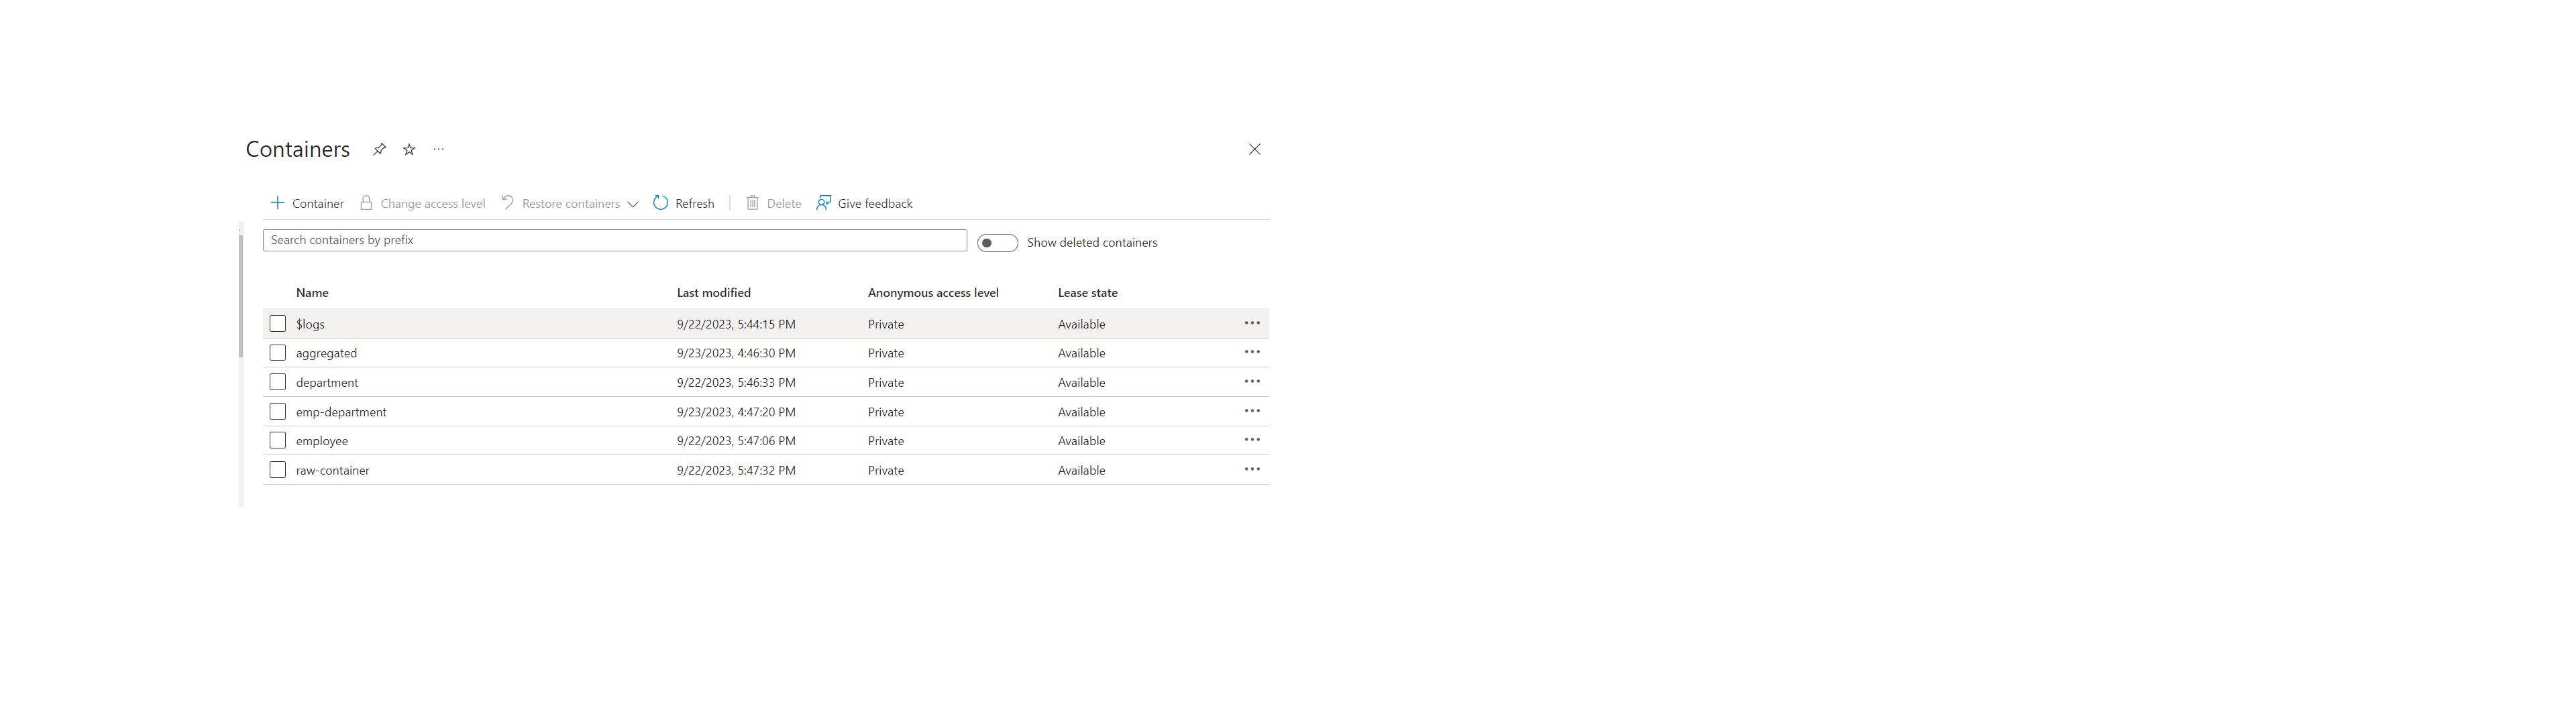 Containers
Container Change access level Restore containers Refresh Delete Give feedback
Search containers by prefix Show deleted containers
Name Last modified Anonymous access level Lease state
$logs 9/22/2023, 5:44:15 PM Private Available
aggregated 9/23/2023, 4:46:30 PM Private Available
department 9/22/2023, 5:46:33 PM Private Available
emp-department 9/23/2023, 4:47:20 PM Private Available
employee 9/22/2023, 5:47:06 PM Private Available
raw-container 9/22/2023, 5:47:32 PM Private Available